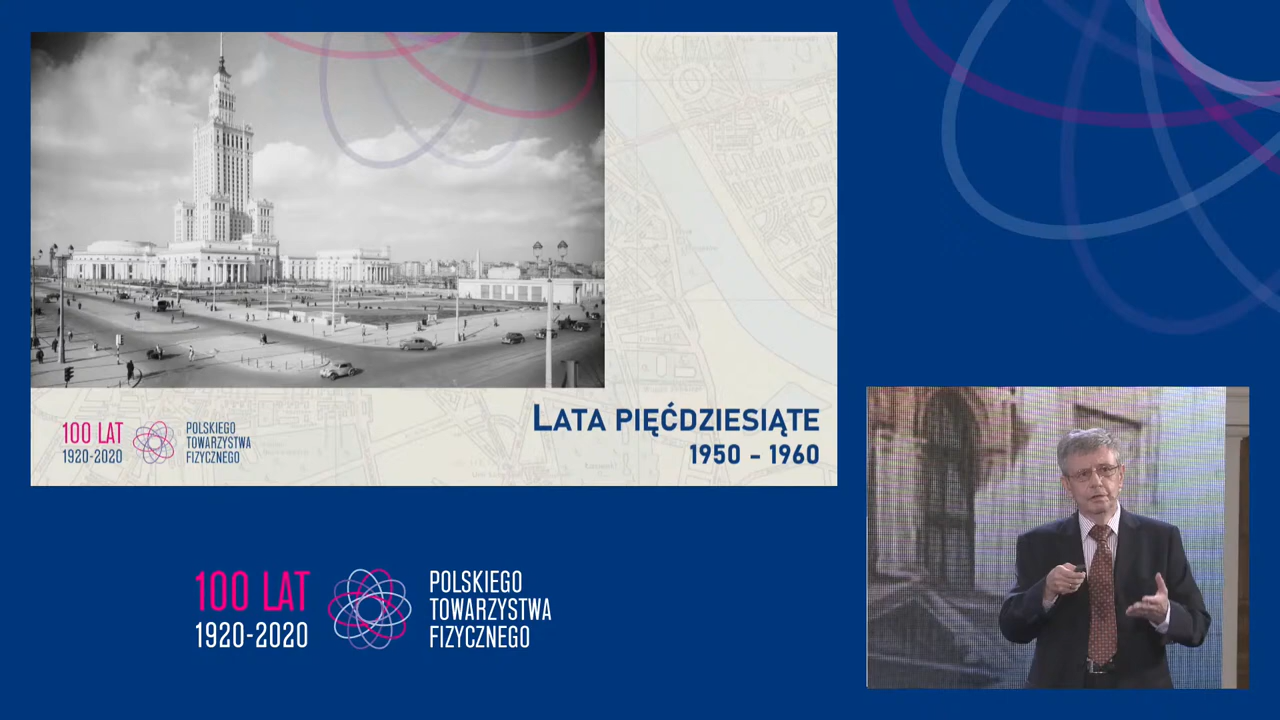 100 LAT
1920-2020
POLSKIEGO
TOWARZYSTWA
FIZYCZNEGO
LATA PIĘĆDZIESIĄTE
1950 - 1960
100 LAT
1920-2020
POLSKIEGO
TOWARZYSTWA
FIZYCZNEGO